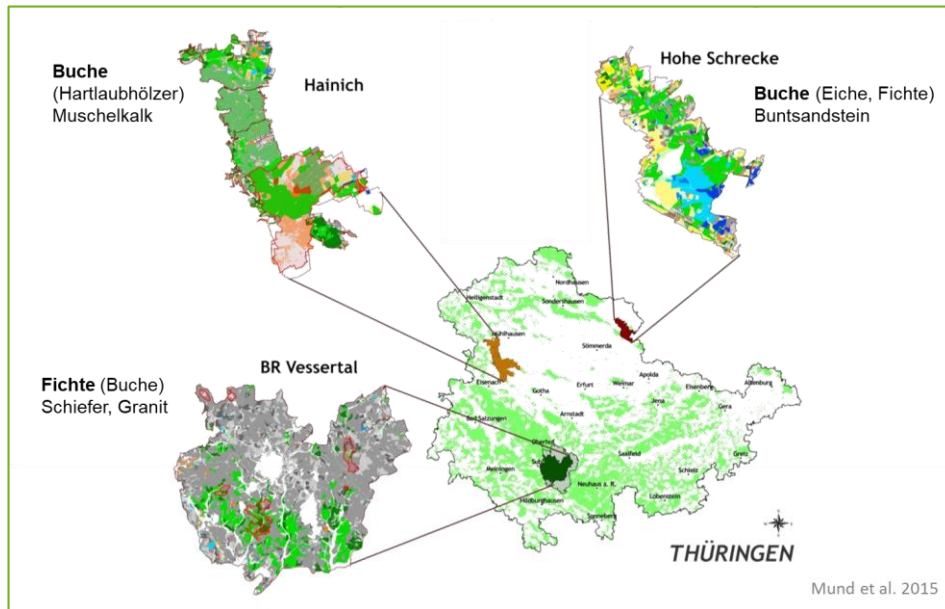 Hohe Schrecke
Buche
(Hartlaubhölzer)
Muschelkalk
Hainich
Buche (Eiche, Fichte)
Buntsandstein
Nordhausen
Heiligenstadt
Sondershausen
Mühlhausen
Sömmerda
Eisenach
Gotha
Erfurt
Weimar
Apolda
Eisenberg
Altenburg
Jena
Gera
BR Vessertal
Fichte (Buche)
Schiefer, Granit
Bad Salzungen
Arnstadt
Oberhof
Meiningen
Saalfeld
Schleiz
Greiz
Neuhaus a. R.
Hildburghausen
Lobenstein
Sonneberg
THÜRINGEN
Mund et al. 2015